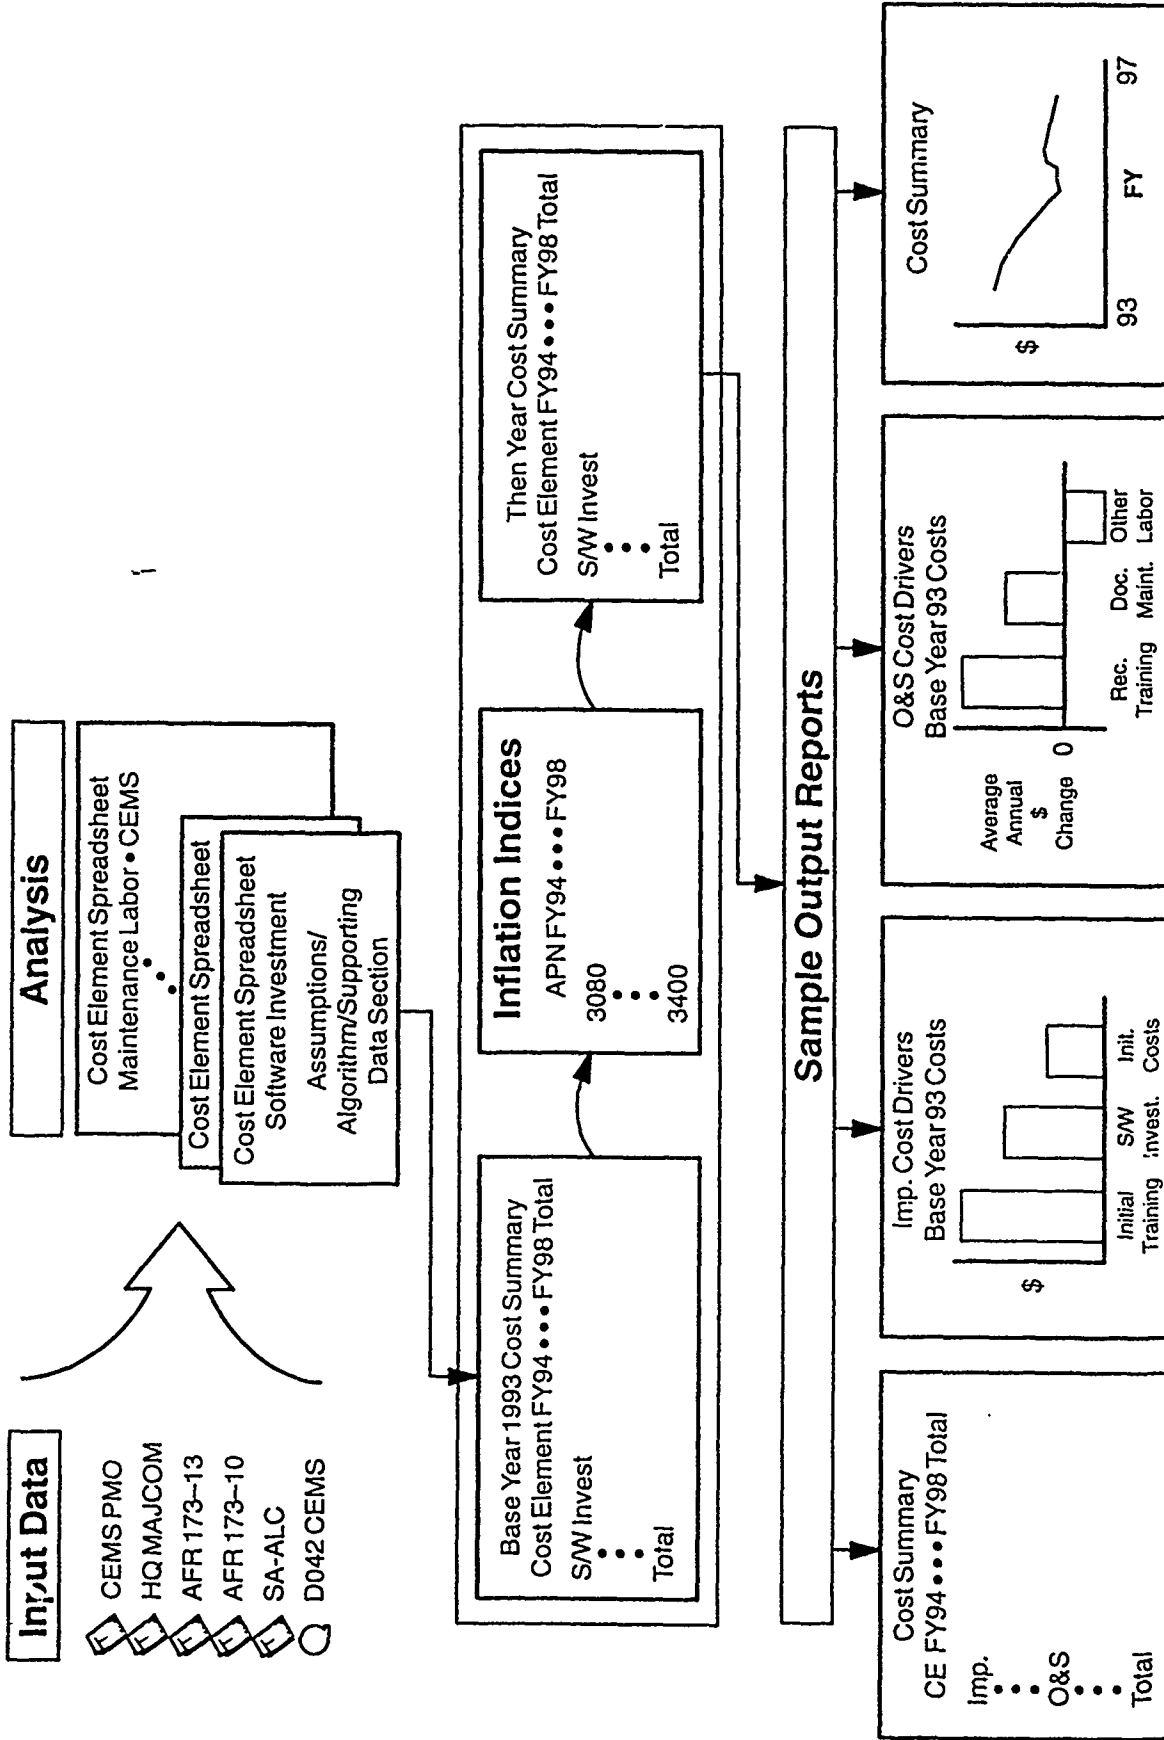 Input Data
CEMS PMO
HQ MAJCOM
AFR 173–13
AFR 173–10
SA-ALC
D042 CEMS
Analysis
Cost Element Spreadsheet
Maintenance Labor • CEMS
Cost Element Spreadsheet
Cost Element Spreadsheet
Software Investment
Assumptions/
Algorithm/Supporting
Data Section
Base Year 1993 Cost Summary
Cost Element FY94 • • • FY98 Total
S/W Invest
Total
Inflation Indices
APN FY94 • • • FY98
3080
3400
Then Year Cost Summary
Cost Element FY94 • • • FY98 Total
S/W Invest
Total
Sample Output Reports
Cost Summary
CE FY94 • • • FY98 Total
Imp.
O&S
Total
Imp. Cost Drivers
Base Year 93 Costs
$
Initial
Training
S/W
Invest.
Init.
Costs
O&S Cost Drivers
Base Year 93 Costs
Average
Annual
$
Change
0
Rec.
Training
Doc.
Maint.
Other
Labor
Cost Summary
$
93
FY
97